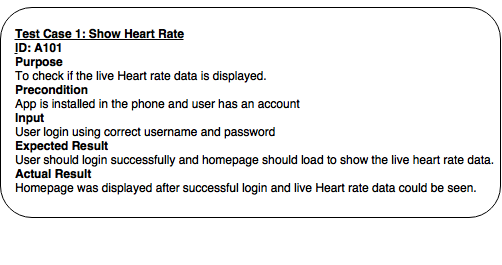 Test Case 1: Show Heart Rate
ID: A101
Purpose
To check if the live Heart rate data is displayed.
Precondition
App is installed in the phone and user has an account
Input
User login using correct username and password
Expected Result
User should login successfully and homepage should load to show the live heart rate data.
Actual Result
Homepage was displayed after successful login and live Heart rate data could be seen.